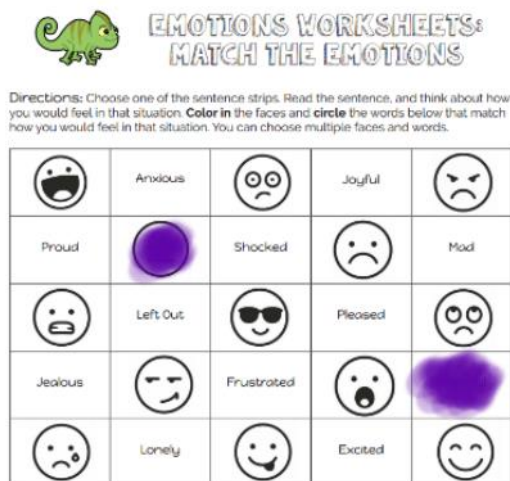 EMOTIONS WORKSHEETS:
MATCH THE EMOTIONS
Directions: Choose one of the sentence strips. Read the sentence, and think about how
you would feel in that situation. Color in the faces and circle the words below that match
how you would feel in that situation. You can choose multiple faces and words.
Anxious Joyful
Proud Shocked Mad
Left Out Pleased
Jealous Frustrated
Lonely Excited